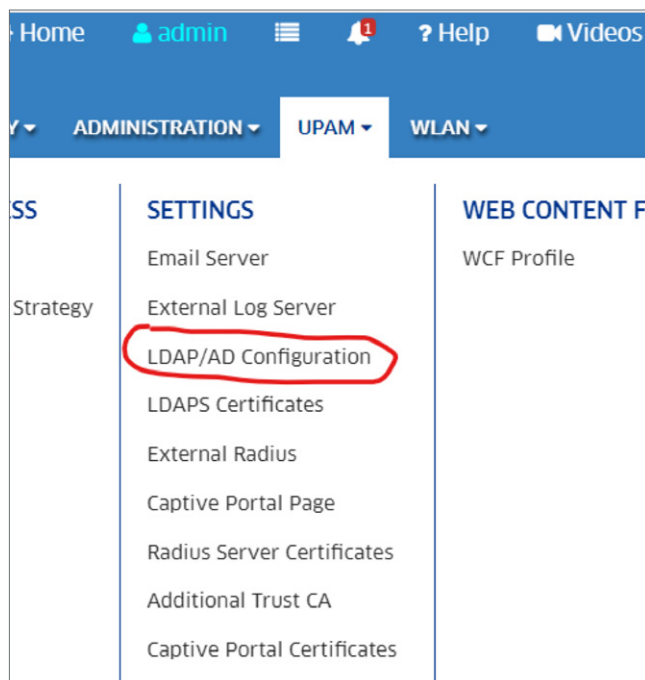 Home admin 1 ? Help Videos
Y ADMINISTRATION UPAM WLAN
SS SETTINGS WEB CONTENT F
Email Server WCF Profile
Strategy External Log Server
LDAP/AD Configuration
LDAPS Certificates
External Radius
Captive Portal Page
Radius Server Certificates
Additional Trust CA
Captive Portal Certificates